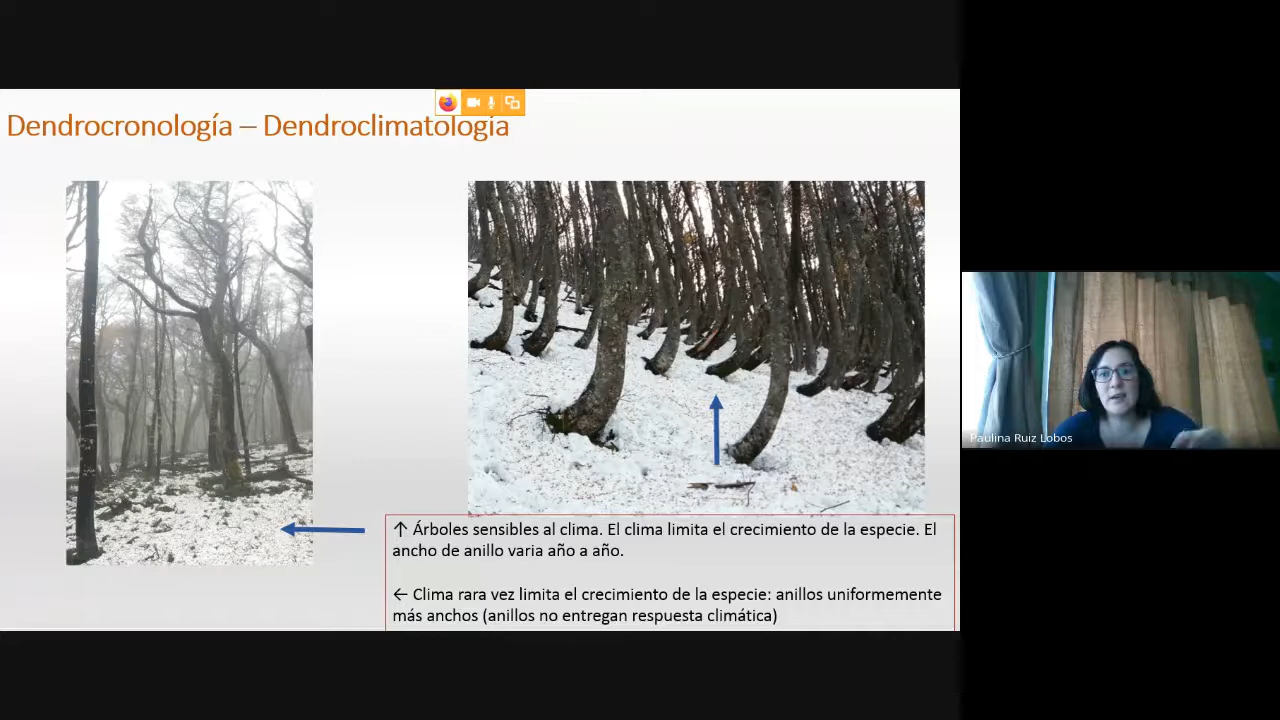 Dendrocronología – Dendroclimatología
↑ Árboles sensibles al clima. El clima limita el crecimiento de la especie. El
ancho de anillo varia año a año.
← Clima rara vez limita el crecimiento de la especie: anillos uniformemente
más anchos (anillos no entregan respuesta climática)
Paulina Ruiz Lobos